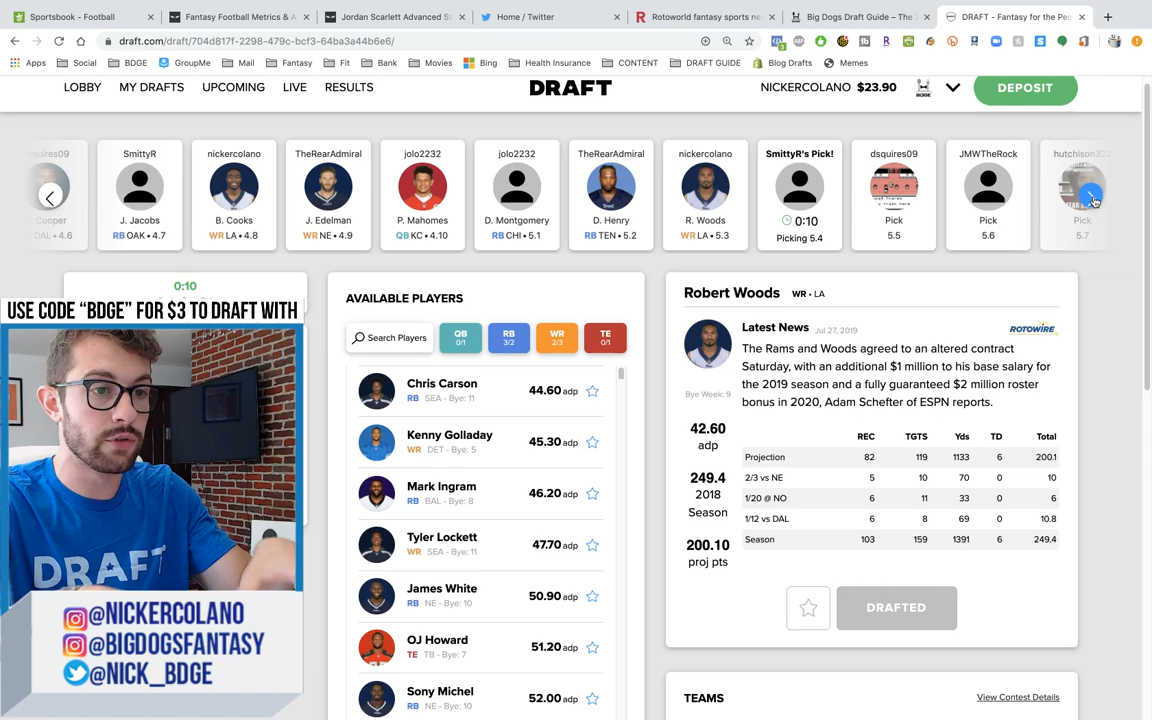 Sportsbook - Football
Fantasy Football Metrics & A
Jordan Scarlett Advanced St
Home / Twitter
Rotoworld fantasy sports ne
Big Dogs Draft Guide – The 2
DRAFT - Fantasy for the Peo
draft.com/draft/704d817f-2298-479c-bcf3-64ba3a44b6e6/
Apps Social BDGE GroupMe Mail Fantasy Fit Bank Movies Bing Health Insurance CONTENT DRAFT GUIDE Blog Drafts Memes
LOBBY MY DRAFTS UPCOMING LIVE RESULTS DRAFT NICKERCOLANO $23.90 DEPOSIT
squires09 SmittyR nickercolano TheRearAdmiral jolo2232 jolo2232 TheRearAdmiral nickercolano SmittyR's Pick! dsquires09 JMWTheRock hutchison322
Cooper J. Jacobs B. Cooks J. Edelman P. Mahomes D. Montgomery D. Henry R. Woods 0:10 Pick Pick Pick
DAL • 4.6 RB OAK • 4.7 WR LA • 4.8 WR NE • 4.9 QB KC • 4.10 RB CHI • 5.1 RB TEN • 5.2 WR LA • 5.3 Picking 5.4 5.5 5.6 5.7
0:10
USE CODE "BDGE" FOR $3 TO DRAFT WITH
DRAFT
@NICKERCOLANO
@BIGDOGSFANTASY
@NICK_BDGE
AVAILABLE PLAYERS
Search Players
QB 0/1
RB 3/2
WR 2/3
TE 0/1
Chris Carson 44.60 adp
RB SEA - Bye: 11
Kenny Golladay 45.30 adp
WR DET - Bye: 5
Mark Ingram 46.20 adp
RB BAL - Bye: 8
Tyler Lockett 47.70 adp
WR SEA - Bye: 11
James White 50.90 adp
RB NE - Bye: 10
OJ Howard 51.20 adp
TE TB - Bye: 7
Sony Michel 52.00 adp
RB NE - Bye: 10
Robert Woods WR • LA
Latest News Jul 27, 2019 ROTOWIRE
The Rams and Woods agreed to an altered contract
Saturday, with an additional $1 million to his base salary for
the 2019 season and a fully guaranteed $2 million roster
bonus in 2020, Adam Schefter of ESPN reports.
Bye Week: 9
42.60
adp
249.4
2018
Season
200.10
proj pts
REC TGTS Yds TD Total
Projection 82 119 1133 6 200.1
2/3 vs NE 5 10 70 0 10
1/20 @ NO 6 11 33 0 6
1/12 vs DAL 6 8 69 0 10.8
Season 103 159 1391 6 249.4
DRAFTED
TEAMS View Contest Details